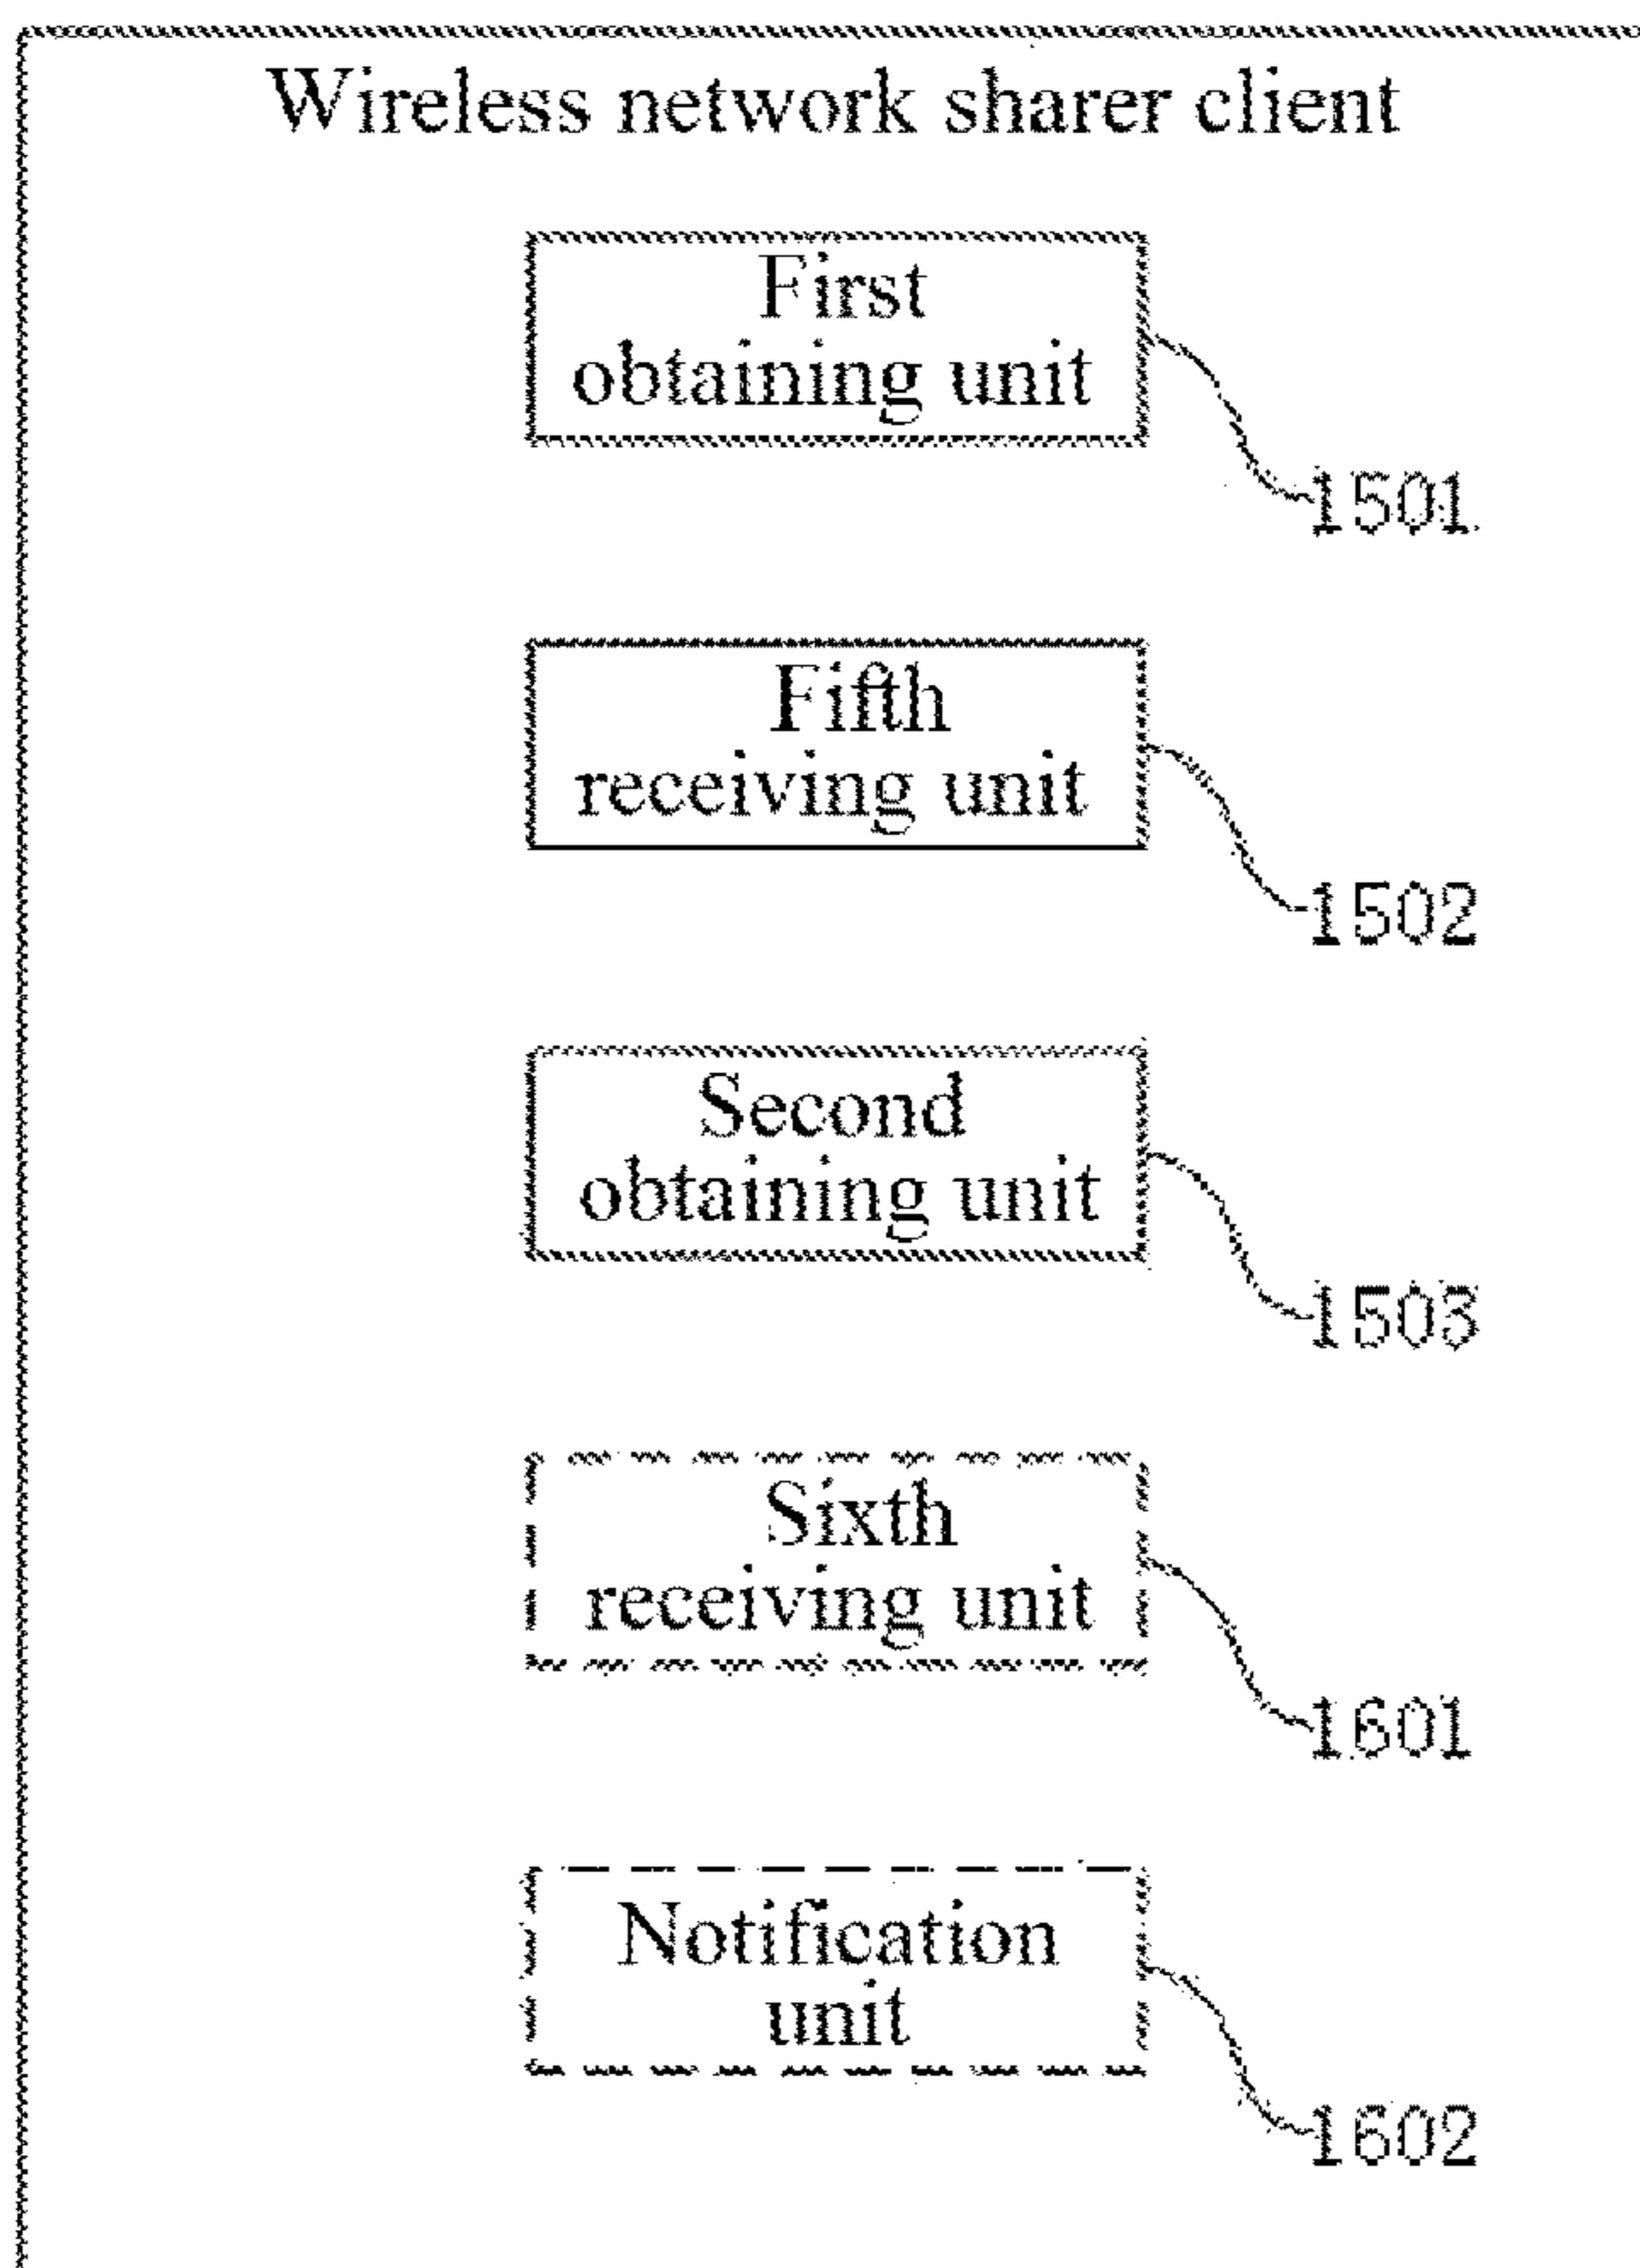 Wireless network sharer client
First
obtaining unit
1501
Fifth
receiving unit
1502
Second
obtaining unit
1503
Sixth
receiving unit
1601
Notification
unit
1602